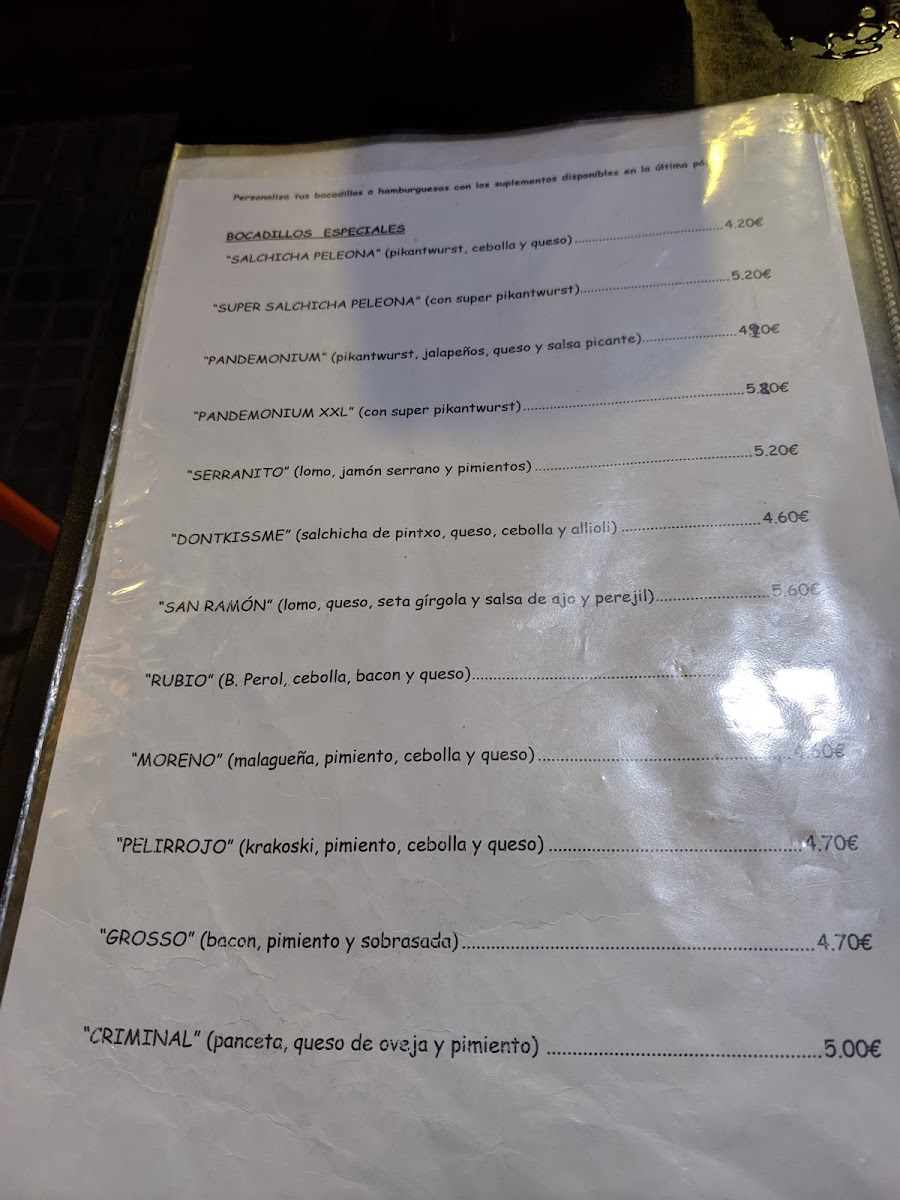 Personaliza tus bocadillos o hamburguesas con los suplementos disponibles en la última
BOCADILLOS ESPECIALES
"SALCHICHA PELEONA" (pikantwurst, cebolla y queso)..............................4.20€
"SUPER SALCHICHA PELEONA" (con super pikantwurst)..............................5.20€
"PANDEMONIUM" (pikantwurst, jalapeños, queso y salsa picante)....................
"PANDEMONIUM XXL" (con super pikantwurst)..............................5.80€
"SERRANITO" (lomo, jamón serrano y pimientos) ..............................5.20€
"DONTKISSME" (salchicha de pintxo, queso, cebolla y allioli) ....................4.60€
"SAN RAMÓN" (lomo, queso, seta gírgola y salsa de ajo y perejil)....................5.60€
"RUBIO" (B. Perol, cebolla, bacon y queso)..............................
"MORENO" (malagueña, pimiento, cebolla y queso)..............................
"PELIRROJO" (krakoski, pimiento, cebolla y queso) ..............................4.70€
"GROSSO" (bacon, pimiento y sobrasada)..............................4.70€
"CRIMINAL" (panceta, queso de oveja y pimiento) ..............................5.00€